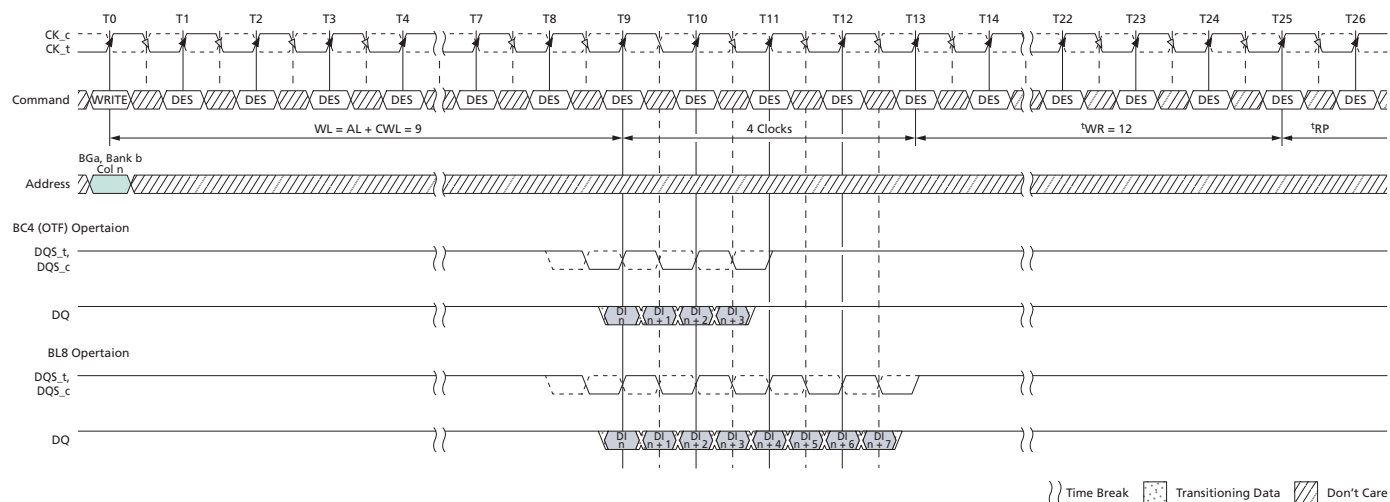 T0 T1 T2 T3 T4 T7 T8 T9 T10 T11 T12 T13 T14 T22 T23 T24 T25 T26
CK_c
CK_t
Command WRITE DES DES DES DES DES DES DES DES DES DES DES DES DES DES DES DES DES
WL = AL + CWL = 9 4 Clocks tWR = 12 tRP
BGa, Bank b
Col n
Address
BC4 (OTF) Opertaion
DQS_t,
DQS_c
DQ DI n DI n + 1 DI n + 2 DI n + 3
BL8 Opertaion
DQS_t,
DQS_c
DQ DI n DI n + 1 DI n + 2 DI n + 3 DI n + 4 DI n + 5 DI n + 6 DI n + 7
Time Break Transitioning Data Don't Care